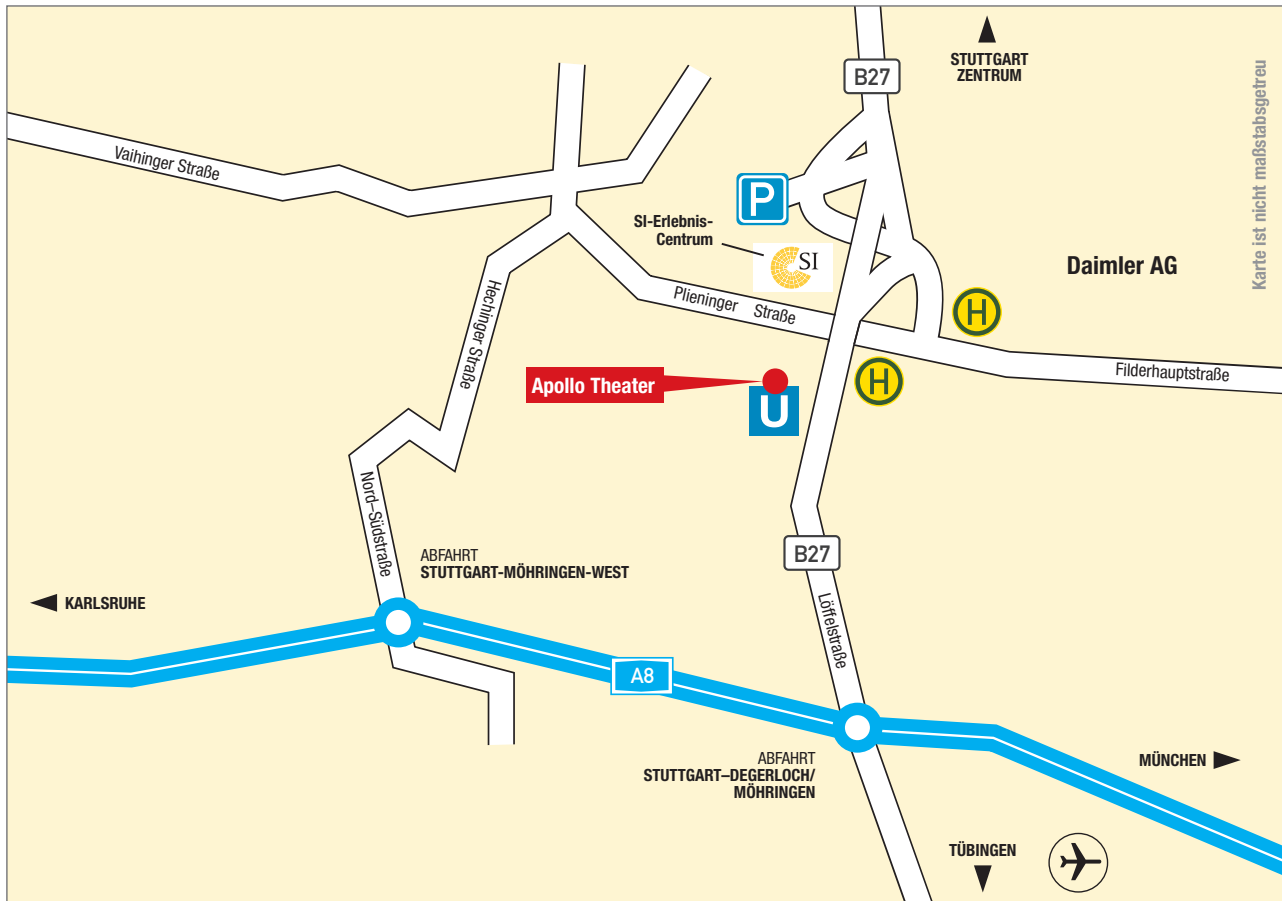 B27
STUTTGART
ZENTRUM
Karte ist nicht maßstabsgetreu
Vaihinger Straße
P
SI-Erlebnis-
Centrum
SI
Daimler AG
Hechinger Straße
Plieninger Straße
H
Apollo Theater
U
H
Filderhauptstraße
Nord–Südstraße
ABFAHRT
STUTTGART-MÖHRINGEN-WEST
B27
KARLSRUHE
Löffelstraße
A8
ABFAHRT
STUTTGART–DEGERLOCH/
MÖHRINGEN
MÜNCHEN
TÜBINGEN